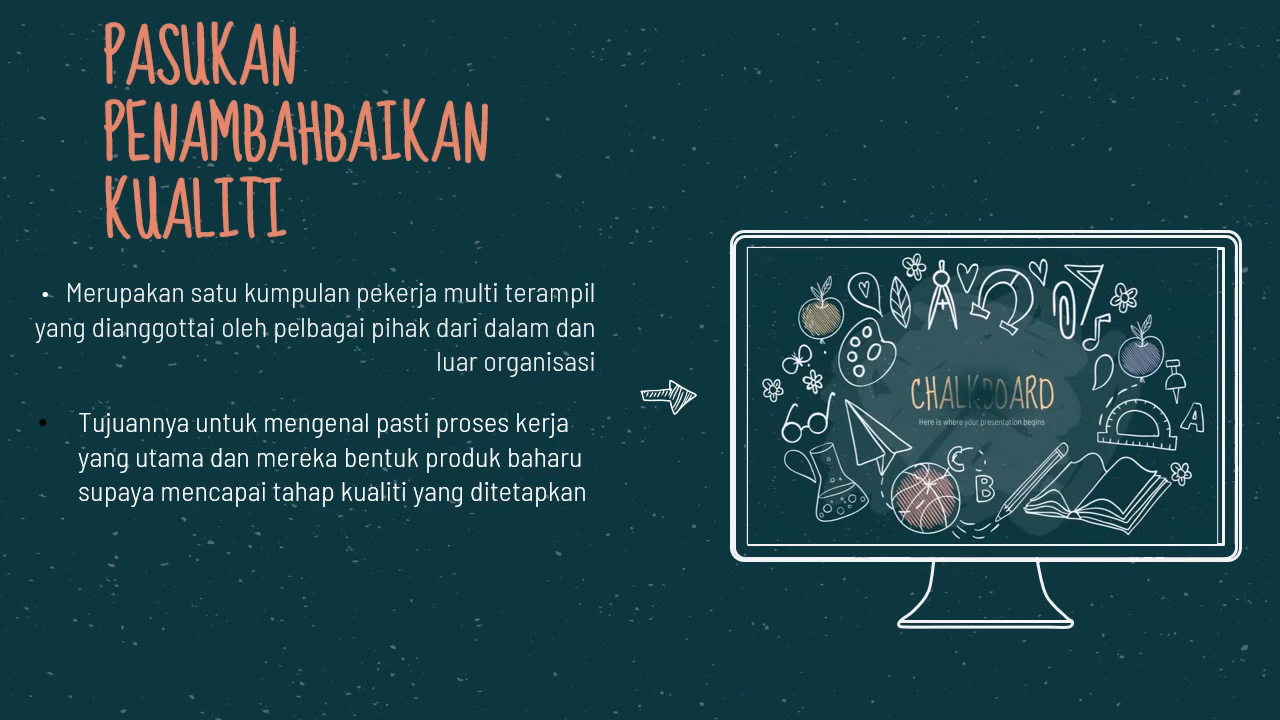 PASUKAN
PENAMBAHBAIKAN
KUALITI
• Merupakan satu kumpulan pekerja multi terampil
yang dianggottai oleh pelbagai pihak dari dalam dan
luar organisasi
• Tujuannya untuk mengenal pasti proses kerja
yang utama dan mereka bentuk produk baharu
supaya mencapai tahap kualiti yang ditetapkan
CHALKBOARD
Here is where your presentation begins
A
C
B